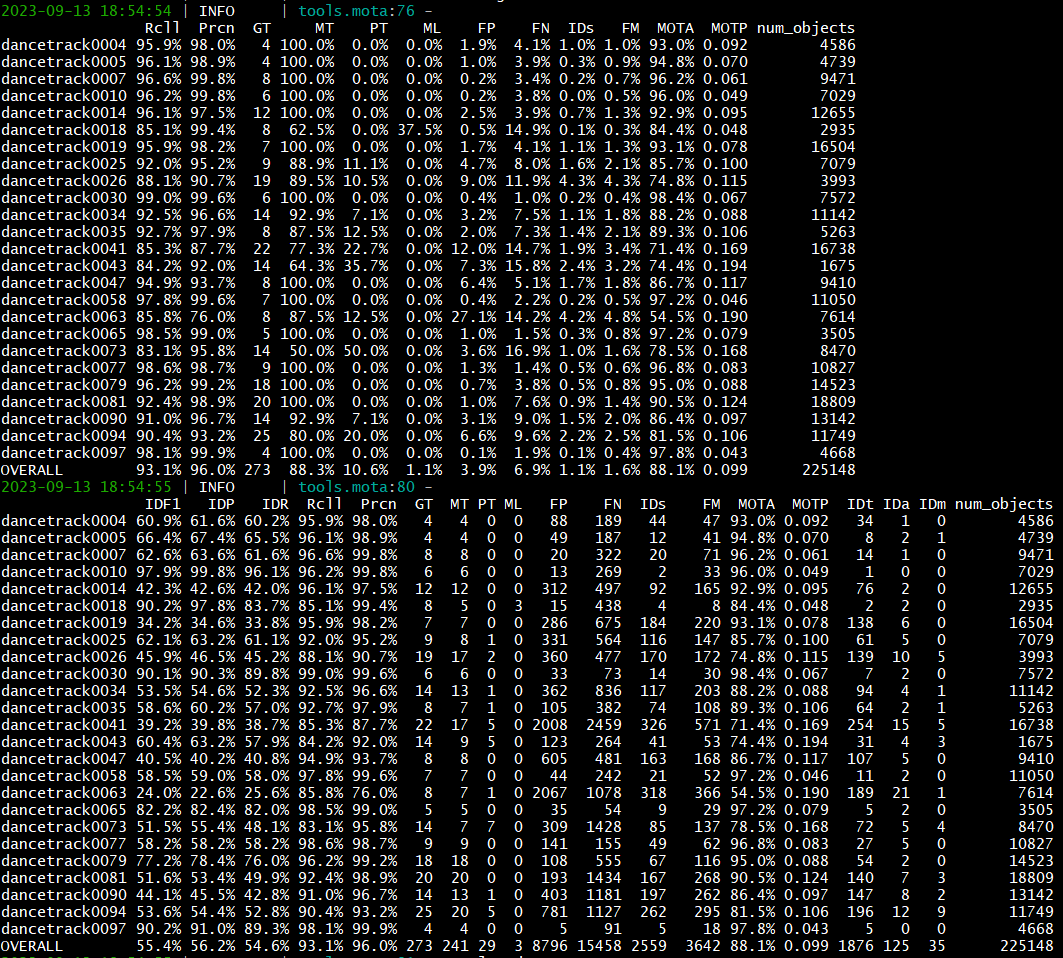 2023-09-13 18:54:54 | INFO     | tools.mota:76 -
Rcll Prcn GT MT PT ML FP FN IDs FM MOTA MOTP num_objects
dancetrack0004 95.9% 98.0% 4 100.0% 0.0% 0.0% 1.9% 4.1% 1.0% 1.0% 93.0% 0.092 4586
dancetrack0005 96.1% 98.9% 4 100.0% 0.0% 0.0% 1.0% 3.9% 0.3% 0.9% 94.8% 0.070 4739
dancetrack0007 96.6% 99.8% 8 100.0% 0.0% 0.0% 0.2% 3.4% 0.2% 0.7% 96.2% 0.061 9471
dancetrack0010 96.2% 99.8% 6 100.0% 0.0% 0.0% 0.2% 3.8% 0.0% 0.5% 96.0% 0.049 7029
dancetrack0014 96.1% 97.5% 12 100.0% 0.0% 0.0% 2.5% 3.9% 0.7% 1.3% 92.9% 0.095 12655
dancetrack0018 85.1% 99.4% 8 62.5% 0.0% 37.5% 0.5% 14.9% 0.1% 0.3% 84.4% 0.048 2935
dancetrack0019 95.9% 98.2% 7 100.0% 0.0% 0.0% 1.7% 4.1% 1.1% 1.3% 93.1% 0.078 16504
dancetrack0025 92.0% 95.2% 9 88.9% 11.1% 0.0% 4.7% 8.0% 1.6% 2.1% 85.7% 0.100 7079
dancetrack0026 88.1% 90.7% 19 89.5% 10.5% 0.0% 9.0% 11.9% 4.3% 4.3% 74.8% 0.115 3993
dancetrack0030 99.0% 99.6% 6 100.0% 0.0% 0.0% 0.4% 1.0% 0.2% 0.4% 98.4% 0.067 7572
dancetrack0034 92.5% 96.6% 14 92.9% 7.1% 0.0% 3.2% 7.5% 1.1% 1.8% 88.2% 0.088 11142
dancetrack0035 92.7% 97.9% 8 87.5% 12.5% 0.0% 2.0% 7.3% 1.4% 2.1% 89.3% 0.106 5263
dancetrack0041 85.3% 87.7% 22 77.3% 22.7% 0.0% 12.0% 14.7% 1.9% 3.4% 71.4% 0.169 16738
dancetrack0043 84.2% 92.0% 14 64.3% 35.7% 0.0% 7.3% 15.8% 2.4% 3.2% 74.4% 0.194 1675
dancetrack0047 94.9% 93.7% 8 100.0% 0.0% 0.0% 6.4% 5.1% 1.7% 1.8% 86.7% 0.117 9410
dancetrack0058 97.8% 99.6% 7 100.0% 0.0% 0.0% 0.4% 2.2% 0.2% 0.5% 97.2% 0.046 11050
dancetrack0063 85.8% 76.0% 8 87.5% 12.5% 0.0% 27.1% 14.2% 4.2% 4.8% 54.5% 0.190 7614
dancetrack0065 98.5% 99.0% 5 100.0% 0.0% 0.0% 1.0% 1.5% 0.3% 0.8% 97.2% 0.079 3505
dancetrack0073 83.1% 95.8% 14 50.0% 50.0% 0.0% 3.6% 16.9% 1.0% 1.6% 78.5% 0.168 8470
dancetrack0077 98.6% 98.7% 9 100.0% 0.0% 0.0% 1.3% 1.4% 0.5% 0.6% 96.8% 0.083 10827
dancetrack0079 96.2% 99.2% 18 100.0% 0.0% 0.0% 0.7% 3.8% 0.5% 0.8% 95.0% 0.088 14523
dancetrack0081 92.4% 98.9% 20 100.0% 0.0% 0.0% 1.0% 7.6% 0.9% 1.4% 90.5% 0.124 18809
dancetrack0090 91.0% 96.7% 14 92.9% 7.1% 0.0% 3.1% 9.0% 1.5% 2.0% 86.4% 0.097 13142
dancetrack0094 90.4% 93.2% 25 80.0% 20.0% 0.0% 6.6% 9.6% 2.2% 2.5% 81.5% 0.106 11749
dancetrack0097 98.1% 99.9% 4 100.0% 0.0% 0.0% 0.1% 1.9% 0.1% 0.4% 97.8% 0.043 4668
OVERALL 93.1% 96.0% 273 88.3% 10.6% 1.1% 3.9% 6.9% 1.1% 1.6% 88.1% 0.099 225148
2023-09-13 18:54:55 | INFO     | tools.mota:80 -
IDF1 IDP IDR Rcll Prcn GT MT PT ML FP FN IDs FM MOTA MOTP IDt IDa IDm num_objects
dancetrack0004 60.9% 61.6% 60.2% 95.9% 98.0% 4 4 0 0 88 189 44 47 93.0% 0.092 34 1 0 4586
dancetrack0005 66.4% 67.4% 65.5% 96.1% 98.9% 4 4 0 0 49 187 12 41 94.8% 0.070 8 2 1 4739
dancetrack0007 62.6% 63.6% 61.6% 96.6% 99.8% 8 8 0 0 20 322 20 71 96.2% 0.061 14 1 0 9471
dancetrack0010 97.9% 99.8% 96.1% 96.2% 99.8% 6 6 0 0 13 269 2 33 96.0% 0.049 1 0 0 7029
dancetrack0014 42.3% 42.6% 42.0% 96.1% 97.5% 12 12 0 0 312 497 92 165 92.9% 0.095 76 2 0 12655
dancetrack0018 90.2% 97.8% 83.7% 85.1% 99.4% 8 5 0 3 15 438 4 8 84.4% 0.048 2 2 0 2935
dancetrack0019 34.2% 34.6% 33.8% 95.9% 98.2% 7 7 0 0 286 675 184 220 93.1% 0.078 138 6 0 16504
dancetrack0025 62.1% 63.2% 61.1% 92.0% 95.2% 9 8 1 0 331 564 116 147 85.7% 0.100 61 5 0 7079
dancetrack0026 45.9% 46.5% 45.2% 88.1% 90.7% 19 17 2 0 360 477 170 172 74.8% 0.115 139 10 5 3993
dancetrack0030 90.1% 90.3% 89.8% 99.0% 99.6% 6 6 0 0 33 73 14 30 98.4% 0.067 7 2 0 7572
dancetrack0034 53.5% 54.6% 52.3% 92.5% 96.6% 14 13 1 0 362 836 117 203 88.2% 0.088 94 4 1 11142
dancetrack0035 58.6% 60.2% 57.0% 92.7% 97.9% 8 7 1 0 105 382 74 108 89.3% 0.106 64 2 1 5263
dancetrack0041 39.2% 39.8% 38.7% 85.3% 87.7% 22 17 5 0 2008 2459 326 571 71.4% 0.169 254 15 5 16738
dancetrack0043 60.4% 63.2% 57.9% 84.2% 92.0% 14 9 5 0 123 264 41 53 74.4% 0.194 31 4 3 1675
dancetrack0047 40.5% 40.2% 40.8% 94.9% 93.7% 8 8 0 0 605 481 163 168 86.7% 0.117 107 5 0 9410
dancetrack0058 58.5% 59.0% 58.0% 97.8% 99.6% 7 7 0 0 44 242 21 52 97.2% 0.046 11 2 0 11050
dancetrack0063 24.0% 22.6% 25.6% 85.8% 76.0% 8 7 1 0 2067 1078 318 366 54.5% 0.190 189 21 1 7614
dancetrack0065 82.2% 82.4% 82.0% 98.5% 99.0% 5 5 0 0 35 54 9 29 97.2% 0.079 5 2 0 3505
dancetrack0073 51.5% 55.4% 48.1% 83.1% 95.8% 14 7 7 0 309 1428 85 137 78.5% 0.168 72 5 4 8470
dancetrack0077 58.2% 58.2% 58.2% 98.6% 98.7% 9 9 0 0 141 155 49 62 96.8% 0.083 27 5 0 10827
dancetrack0079 77.2% 78.4% 76.0% 96.2% 99.2% 18 18 0 0 108 555 67 116 95.0% 0.088 54 2 0 14523
dancetrack0081 51.6% 53.4% 49.9% 92.4% 98.9% 20 20 0 0 193 1434 167 268 90.5% 0.124 140 7 3 18809
dancetrack0090 44.1% 45.5% 42.8% 91.0% 96.7% 14 13 1 0 403 1181 197 262 86.4% 0.097 147 8 2 13142
dancetrack0094 53.6% 54.4% 52.8% 90.4% 93.2% 25 20 5 0 781 1127 262 295 81.5% 0.106 196 12 9 11749
dancetrack0097 90.2% 91.0% 89.3% 98.1% 99.9% 4 4 0 0 5 91 5 18 97.8% 0.043 5 0 0 4668
OVERALL 55.4% 56.2% 54.6% 93.1% 96.0% 273 241 29 3 8796 15458 2559 3642 88.1% 0.099 1876 125 35 225148